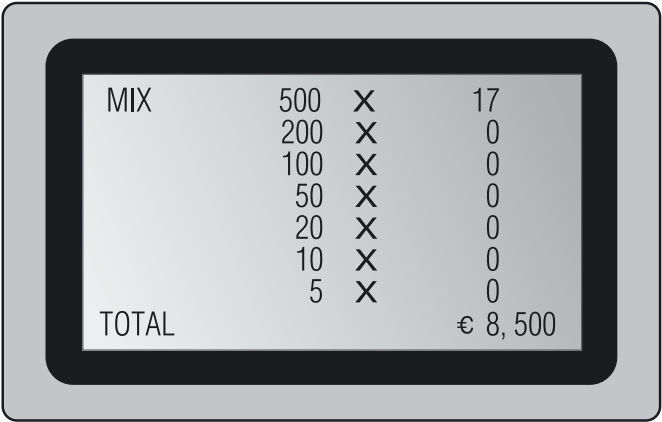 MIX 500 X 17
200 X 0
100 X 0
50 X 0
20 X 0
10 X 0
5 X 0
TOTAL € 8, 500